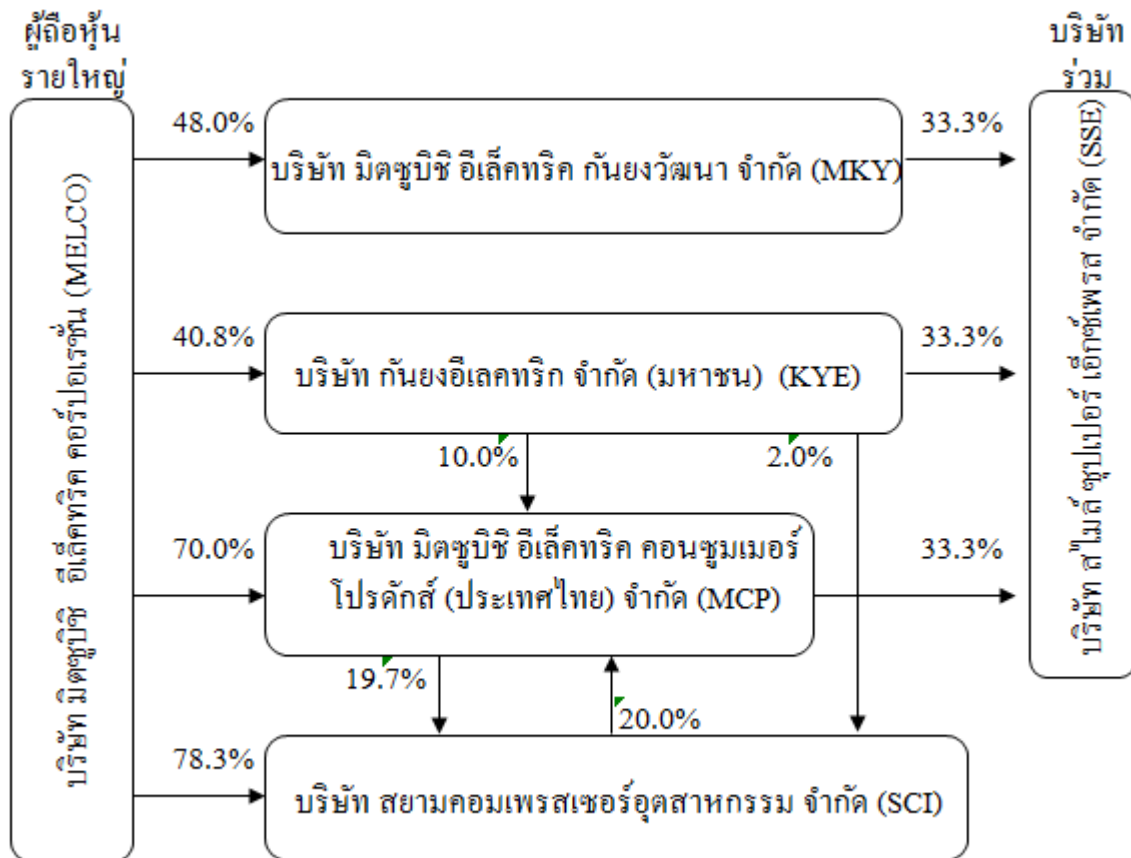 ผู้ถือหุ้น
รายใหญ่
บริษัท
ร่วม
บริษัท มิตซูบิชิ อีเล็คทริค คอร์ปอเรชั่น (MELCO)
48.0%
บริษัท มิตซูบิชิ อีเล็คทริค กันยงวัฒนา จำกัด (MKY)
33.3%
บริษัท สไมล์ ซุปเปอร์ เอ็กซ์เพรส จำกัด (SSE)
40.8%
บริษัท กันยงอีเลคทริก จำกัด (มหาชน) (KYE)
33.3%
10.0%
2.0%
70.0%
บริษัท มิตซูบิชิ อีเล็คทริค คอนซูมเมอร์
โปรดักส์ (ประเทศไทย) จำกัด (MCP)
33.3%
19.7%
20.0%
78.3%
บริษัท สยามคอมเพรสเซอร์อุตสาหกรรม จำกัด (SCI)